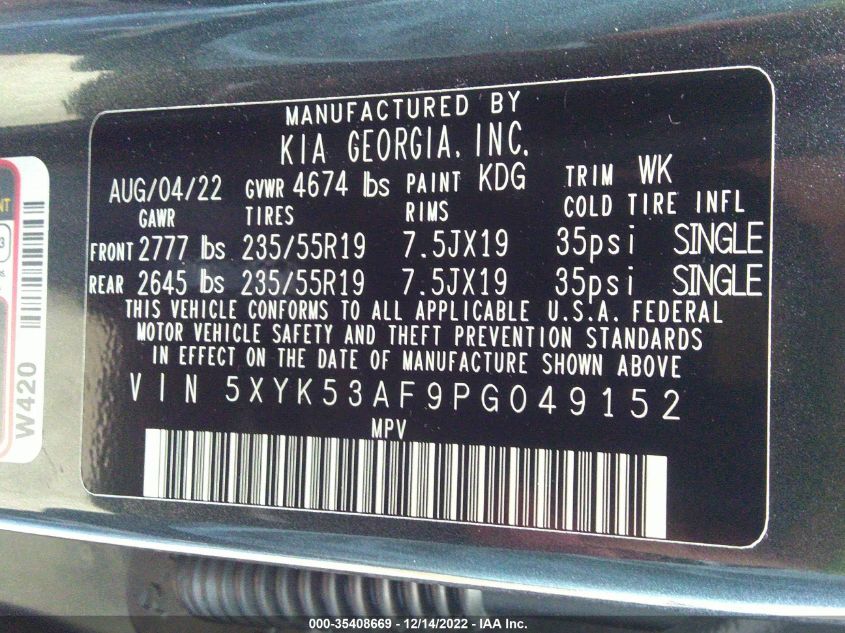 MANUFACTURED BY
KIA GEORGIA, INC.
AUG/04/22 GVWR 4674 lbs PAINT KDG TRIM WK
GAWR TIRES RIMS COLD TIRE INFL
FRONT 2777 lbs 235/55R19 7.5JX19 35psi SINGLE
REAR 2645 lbs 235/55R19 7.5JX19 35psi SINGLE
THIS VEHICLE CONFORMS TO ALL APPLICABLE U.S.A. FEDERAL
MOTOR VEHICLE SAFETY AND THEFT PREVENTION STANDARDS
IN EFFECT ON THE DATE OF MANUFACTURE SHOWN ABOVE
VIN 5XYK53AF9PG049152
MPV
W420
000-35408669 - 12/14/2022 - IAA Inc.